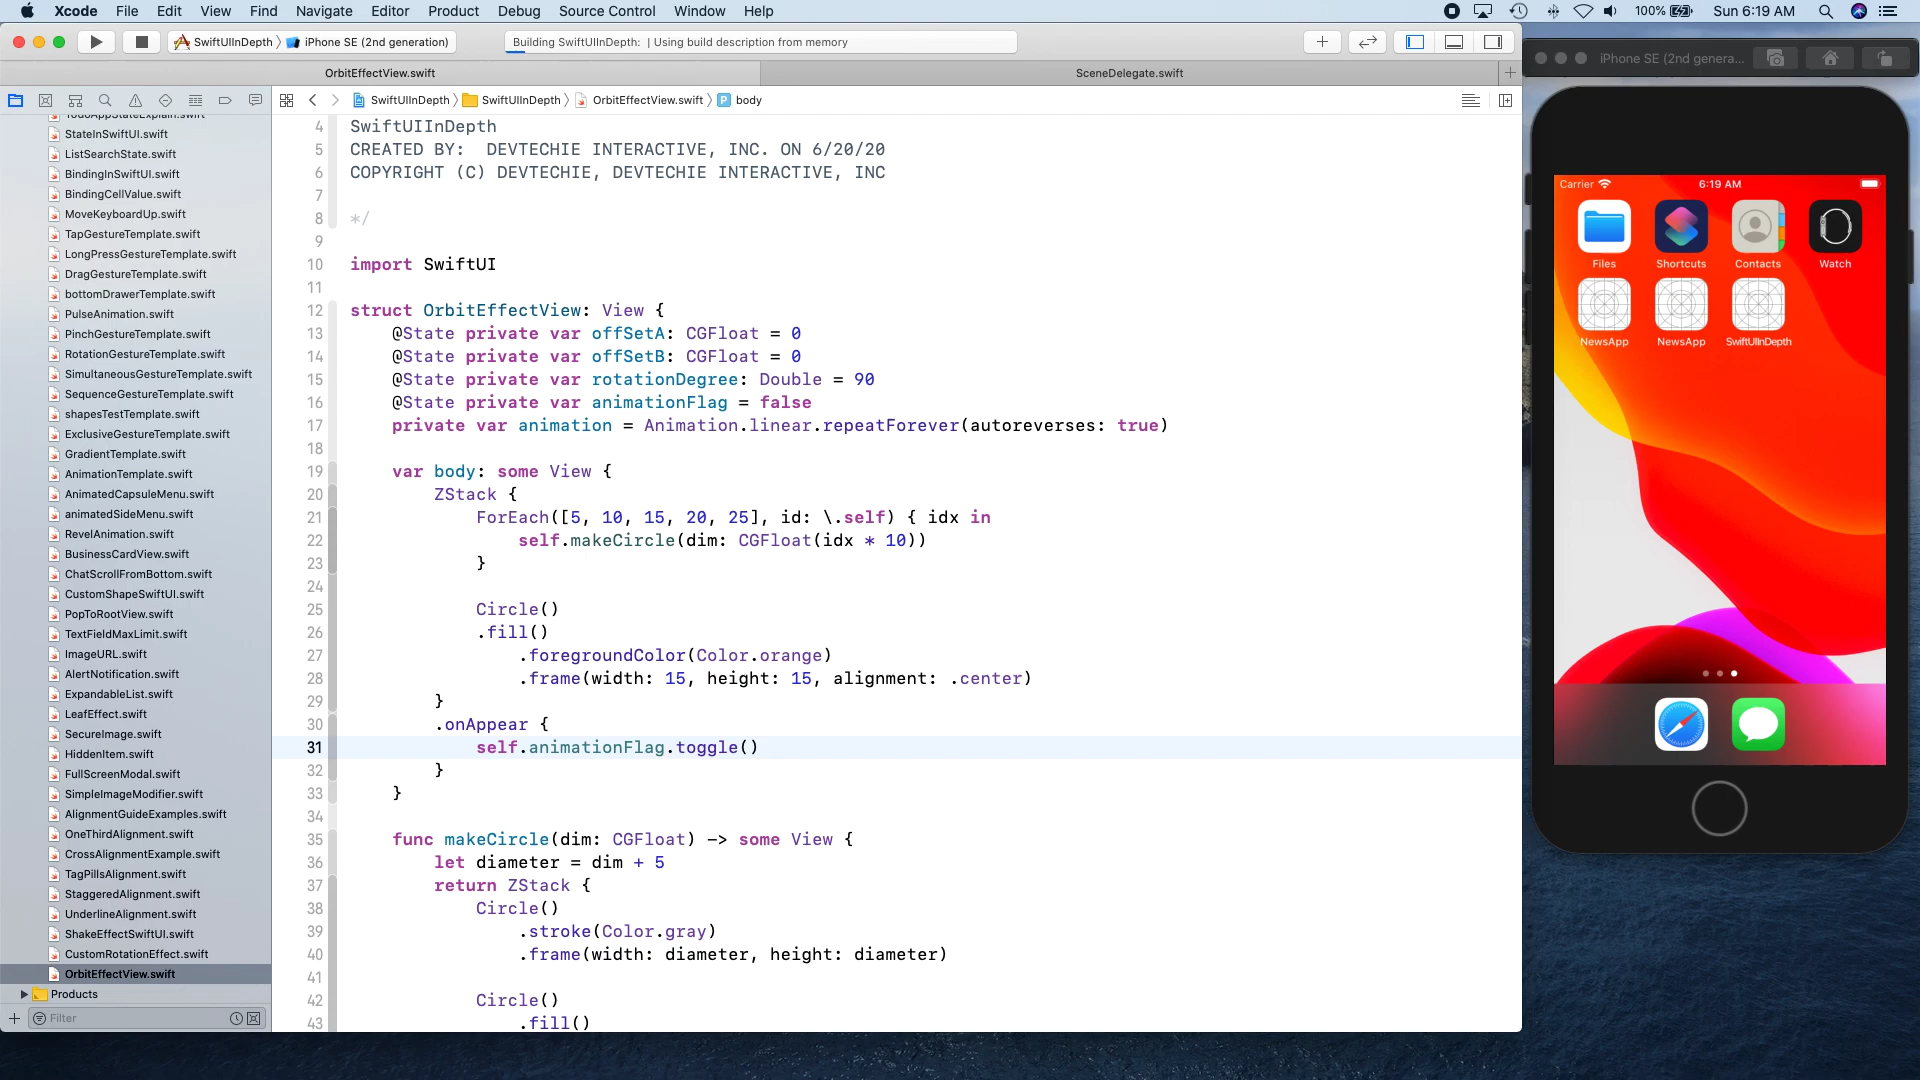 Xcode File Edit View Find Navigate Editor Product Debug Source Control Window Help
100% Sun 6:19 AM
SwiftUIInDepth 〉 iPhone SE (2nd generation)
Building SwiftUIInDepth: | Using build description from memory
OrbitEffectView.swift
SceneDelegate.swift
SwiftUIInDepth 〉 SwiftUIInDepth 〉 OrbitEffectView.swift 〉 P body
TodoAppStateExplain.swift
StateInSwiftUI.swift
ListSearchState.swift
BindingInSwiftUI.swift
BindingCellValue.swift
MoveKeyboardUp.swift
TapGestureTemplate.swift
LongPressGestureTemplate.swift
DragGestureTemplate.swift
bottomDrawerTemplate.swift
PulseAnimation.swift
PinchGestureTemplate.swift
RotationGestureTemplate.swift
SimultaneousGestureTemplate.swift
SequenceGestureTemplate.swift
shapesTestTemplate.swift
ExclusiveGestureTemplate.swift
GradientTemplate.swift
AnimationTemplate.swift
AnimatedCapsuleMenu.swift
animatedSideMenu.swift
RevelAnimation.swift
BusinessCardView.swift
ChatScrollFromBottom.swift
CustomShapeSwiftUI.swift
PopToRootView.swift
TextFieldMaxLimit.swift
ImageURL.swift
AlertNotification.swift
ExpandableList.swift
LeafEffect.swift
SecureImage.swift
HiddenItem.swift
FullScreenModal.swift
SimpleImageModifier.swift
AlignmentGuideExamples.swift
OneThirdAlignment.swift
CrossAlignmentExample.swift
TagPillsAlignment.swift
StaggeredAlignment.swift
UnderlineAlignment.swift
ShakeEffectSwiftUI.swift
CustomRotationEffect.swift
OrbitEffectView.swift
Products
Filter
4 SwiftUIInDepth
5 CREATED BY: DEVTECHIE INTERACTIVE, INC. ON 6/20/20
6 COPYRIGHT (C) DEVTECHIE, DEVTECHIE INTERACTIVE, INC
7
8 */
9
10 import SwiftUI
11
12 struct OrbitEffectView: View {
13 @State private var offSetA: CGFloat = 0
14 @State private var offSetB: CGFloat = 0
15 @State private var rotationDegree: Double = 90
16 @State private var animationFlag = false
17 private var animation = Animation.linear.repeatForever(autoreverses: true)
18
19 var body: some View {
20 ZStack {
21 ForEach([5, 10, 15, 20, 25], id: \.self) { idx in
22 self.makeCircle(dim: CGFloat(idx * 10))
23 }
24
25 Circle()
26 .fill()
27 .foregroundColor(Color.orange)
28 .frame(width: 15, height: 15, alignment: .center)
29 }
30 .onAppear {
31 self.animationFlag.toggle()
32 }
33 }
34
35 func makeCircle(dim: CGFloat) -> some View {
36 let diameter = dim + 5
37 return ZStack {
38 Circle()
39 .stroke(Color.gray)
40 .frame(width: diameter, height: diameter)
41
42 Circle()
43 .fill()
iPhone SE (2nd genera...
Carrier 6:19 AM
Files Shortcuts Contacts Watch
NewsApp NewsApp SwiftUIInDepth